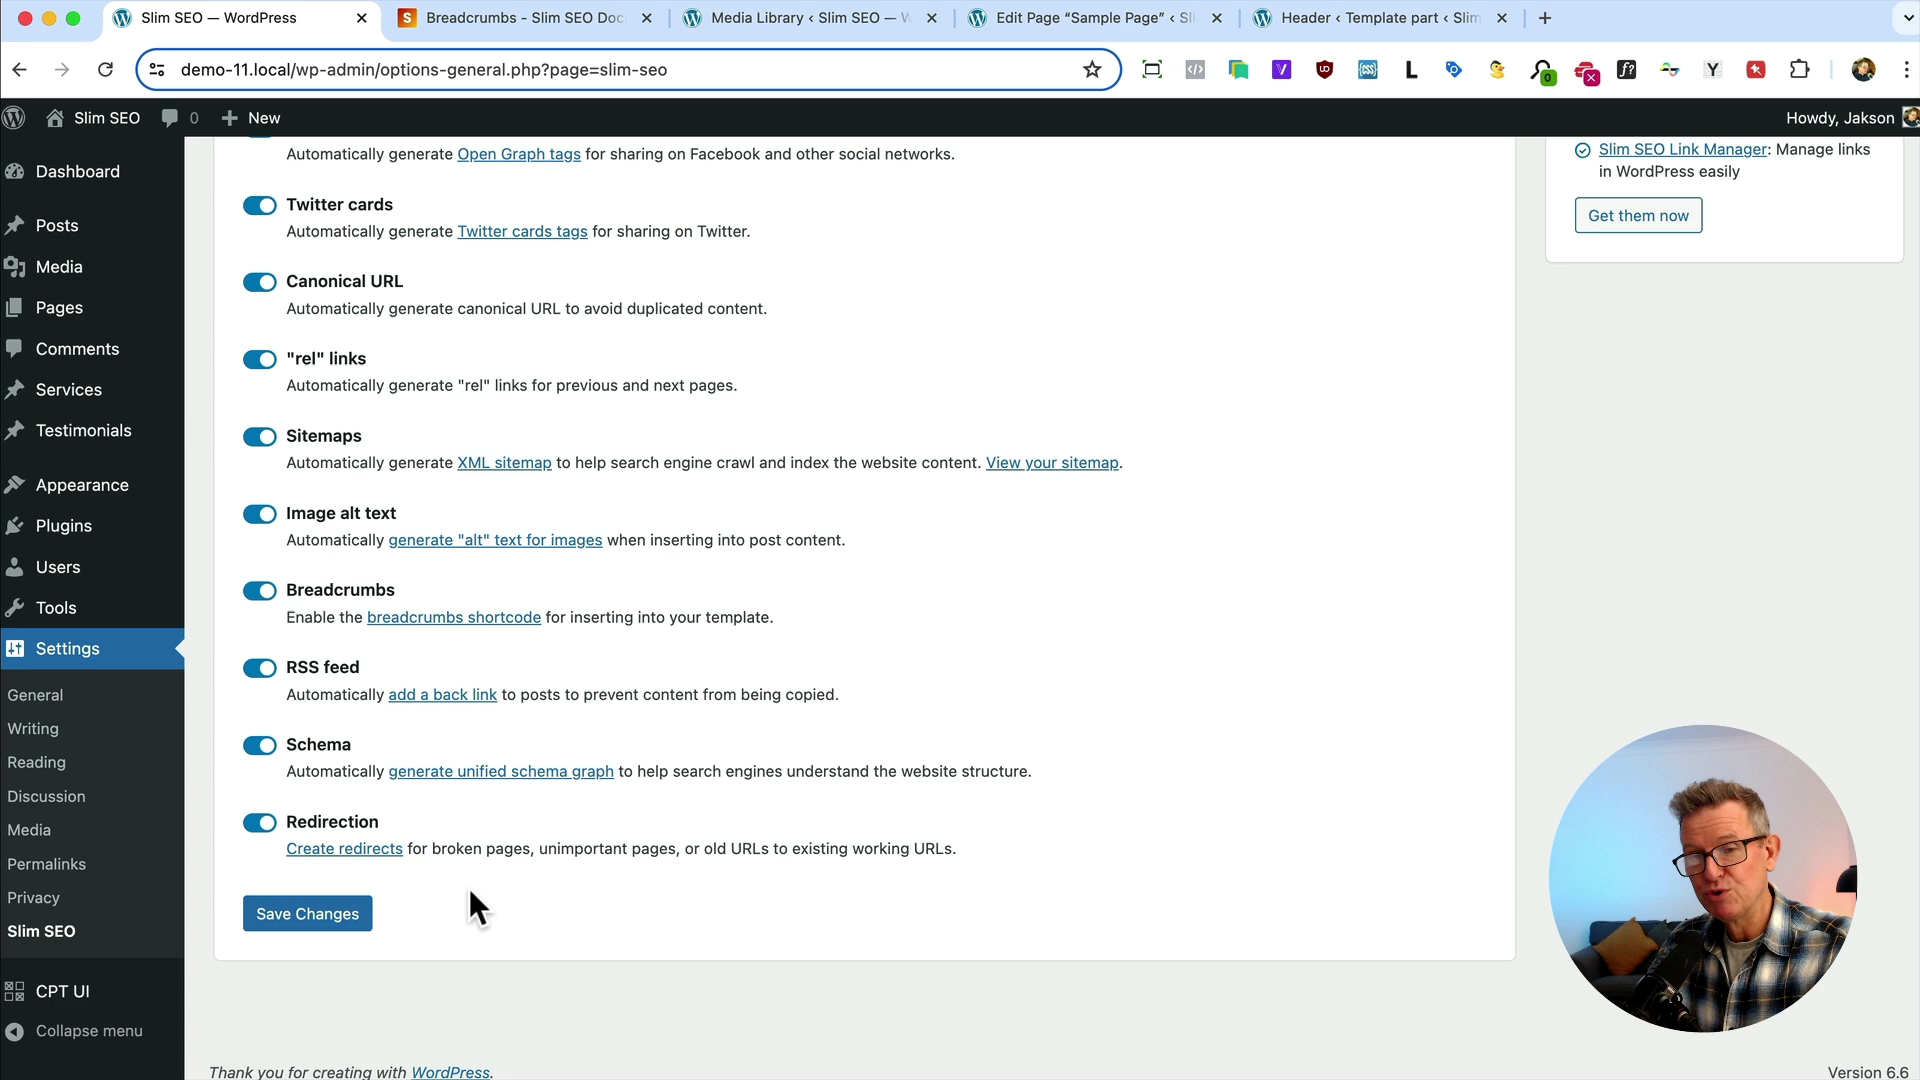 Slim SEO — WordPress
Breadcrumbs - Slim SEO Doc
Media Library ‹ Slim SEO — W
Edit Page “Sample Page” ‹ Sli
Header ‹ Template part ‹ Slim
demo-11.local/wp-admin/options-general.php?page=slim-seo
Slim SEO
0
New
Howdy, Jakson
Dashboard
Posts
Media
Pages
Comments
Services
Testimonials
Appearance
Plugins
Users
Tools
Settings
General
Writing
Reading
Discussion
Media
Permalinks
Privacy
Slim SEO
CPT UI
Collapse menu
Automatically generate Open Graph tags for sharing on Facebook and other social networks.
Twitter cards
Automatically generate Twitter cards tags for sharing on Twitter.
Canonical URL
Automatically generate canonical URL to avoid duplicated content.
"rel" links
Automatically generate "rel" links for previous and next pages.
Sitemaps
Automatically generate XML sitemap to help search engine crawl and index the website content. View your sitemap.
Image alt text
Automatically generate "alt" text for images when inserting into post content.
Breadcrumbs
Enable the breadcrumbs shortcode for inserting into your template.
RSS feed
Automatically add a back link to posts to prevent content from being copied.
Schema
Automatically generate unified schema graph to help search engines understand the website structure.
Redirection
Create redirects for broken pages, unimportant pages, or old URLs to existing working URLs.
Save Changes
Slim SEO Link Manager: Manage links
in WordPress easily
Get them now
Thank you for creating with WordPress.
Version 6.6